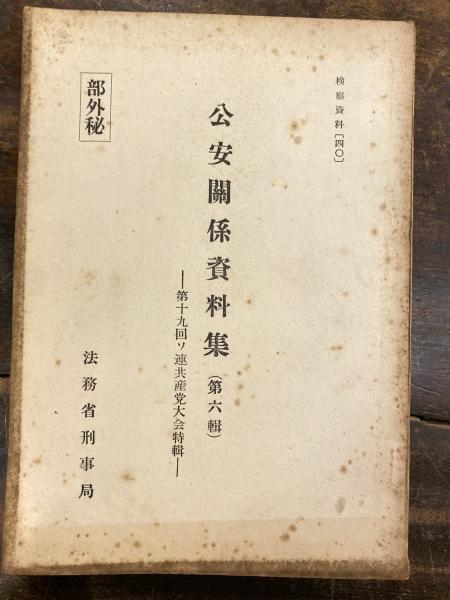 検察資料〔四〇〕
公安關係資料集（第六輯）
―第十九回ソ連共産党大会特輯―
部外秘
法務省刑事局